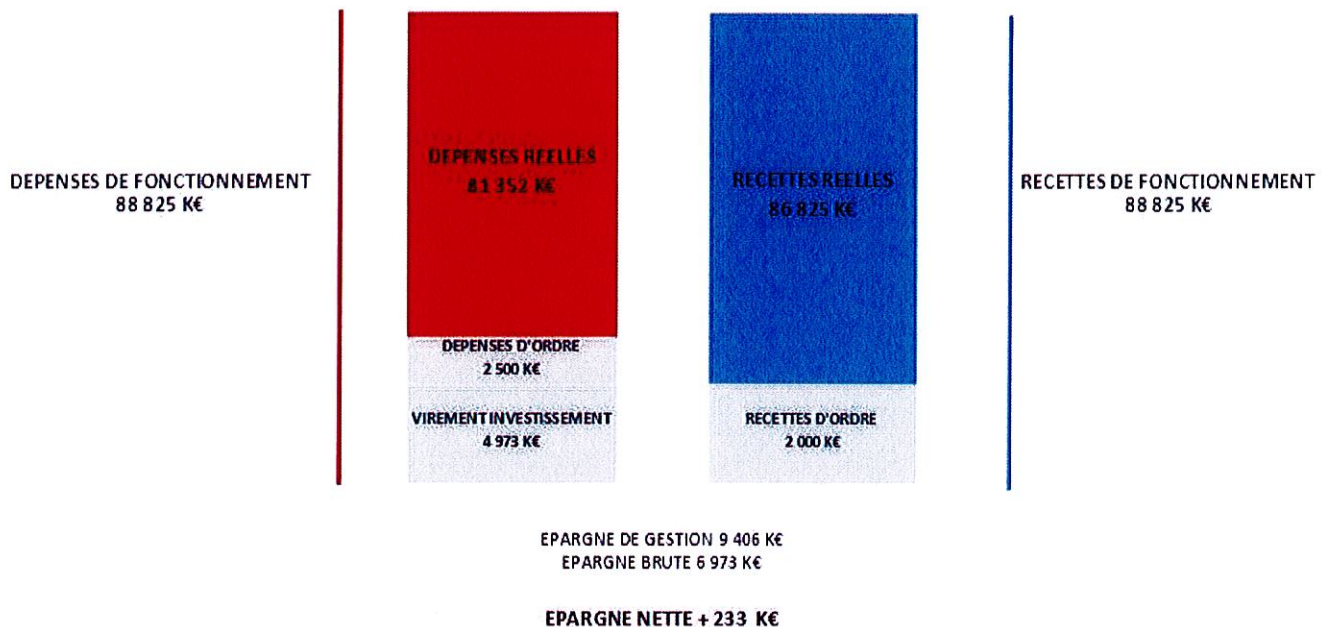 DEPENSES DE FONCTIONNEMENT
88 825 K€
DEPENSES REELLES
81 352 K€
DEPENSES D'ORDRE
2 500 K€
VIREMENT INVESTISSEMENT
4 973 K€
RECETTES REELLES
86 825 K€
RECETTES D'ORDRE
2 000 K€
RECETTES DE FONCTIONNEMENT
88 825 K€
EPARGNE DE GESTION 9 406 K€
EPARGNE BRUTE 6 973 K€
EPARGNE NETTE + 233 K€